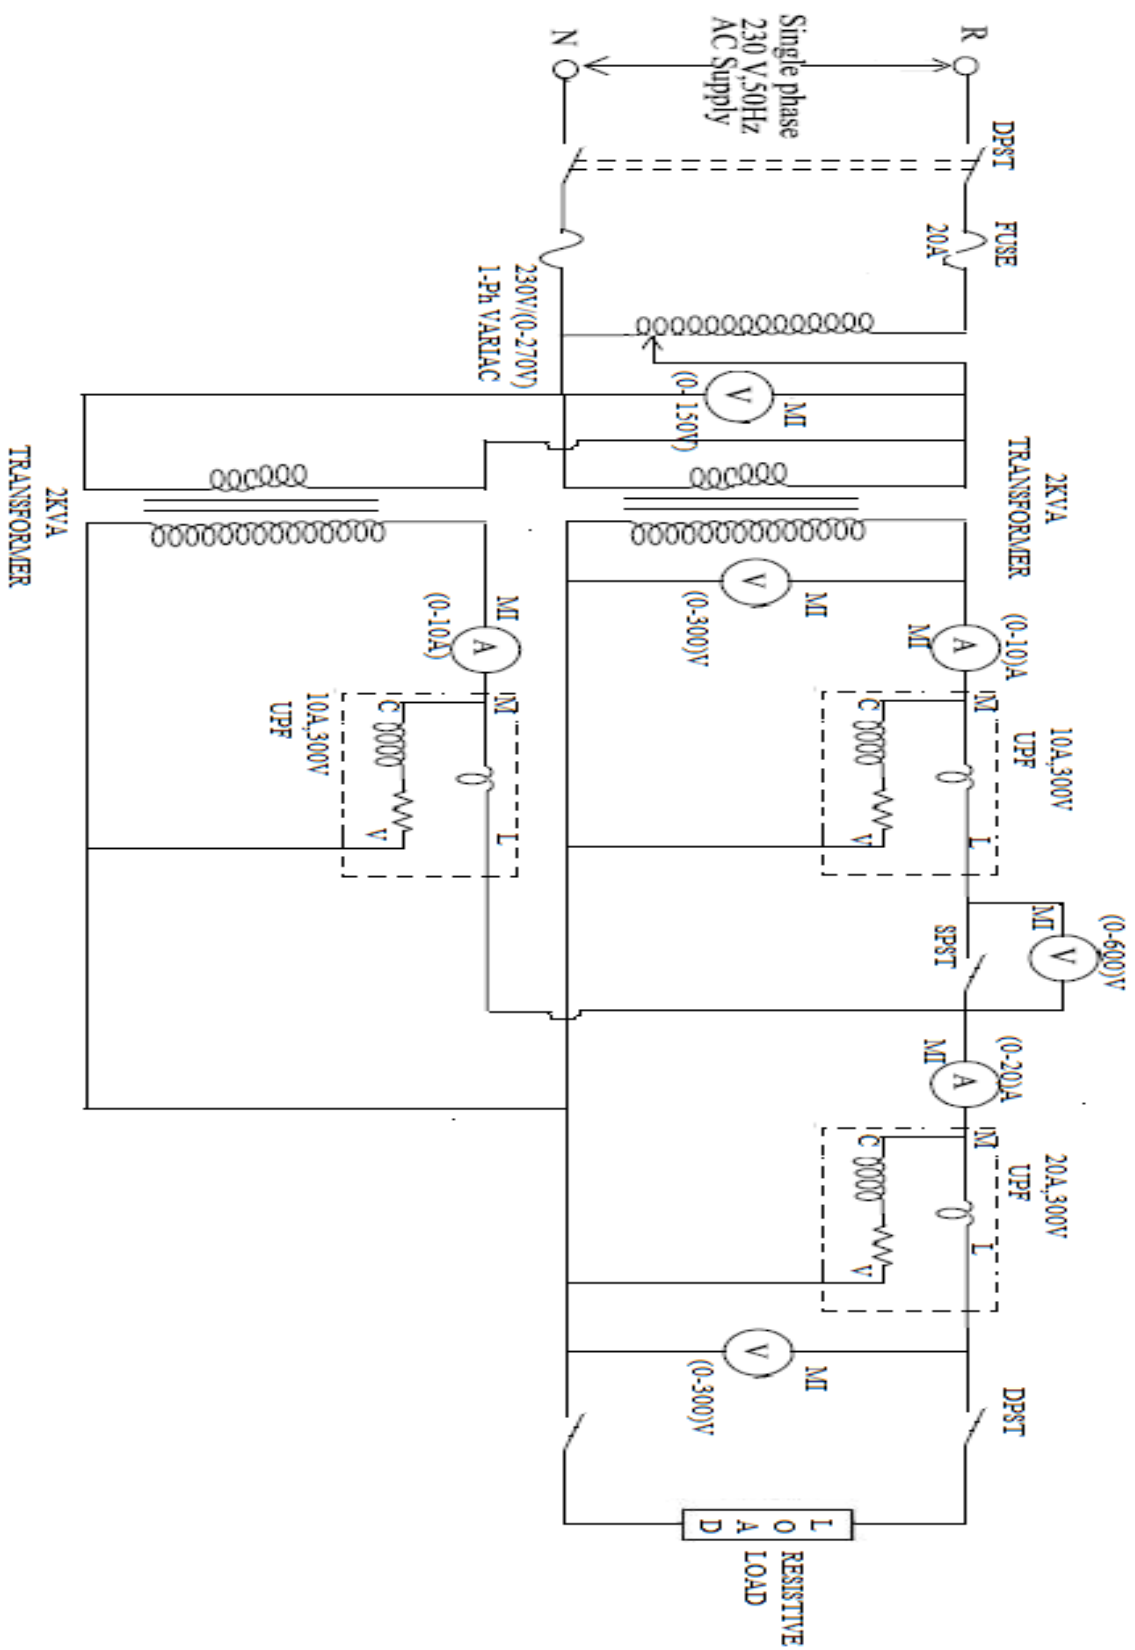 Single phase
230 V,50Hz
AC Supply
R
N
DPST
FUSE
20A
230V/(0-270V)
1-Ph VARIAC
V
MI
(0- 150V)
2KVA
TRANSFORMER
2KVA
TRANSFORMER
V
MI
(0-300)V
(0-10)A
A
MI
MI
A
(0-10A)
10A,300V
UPF
M
L
C
V
10A,300V
UPF
M
L
C
V
(0-600)V
V
MI
SPST
(0-20)A
A
MI
20A,300V
UPF
M
L
C
V
V
MI
(0-300)V
DPST
L
O
A
D
RESISTIVE
LOAD